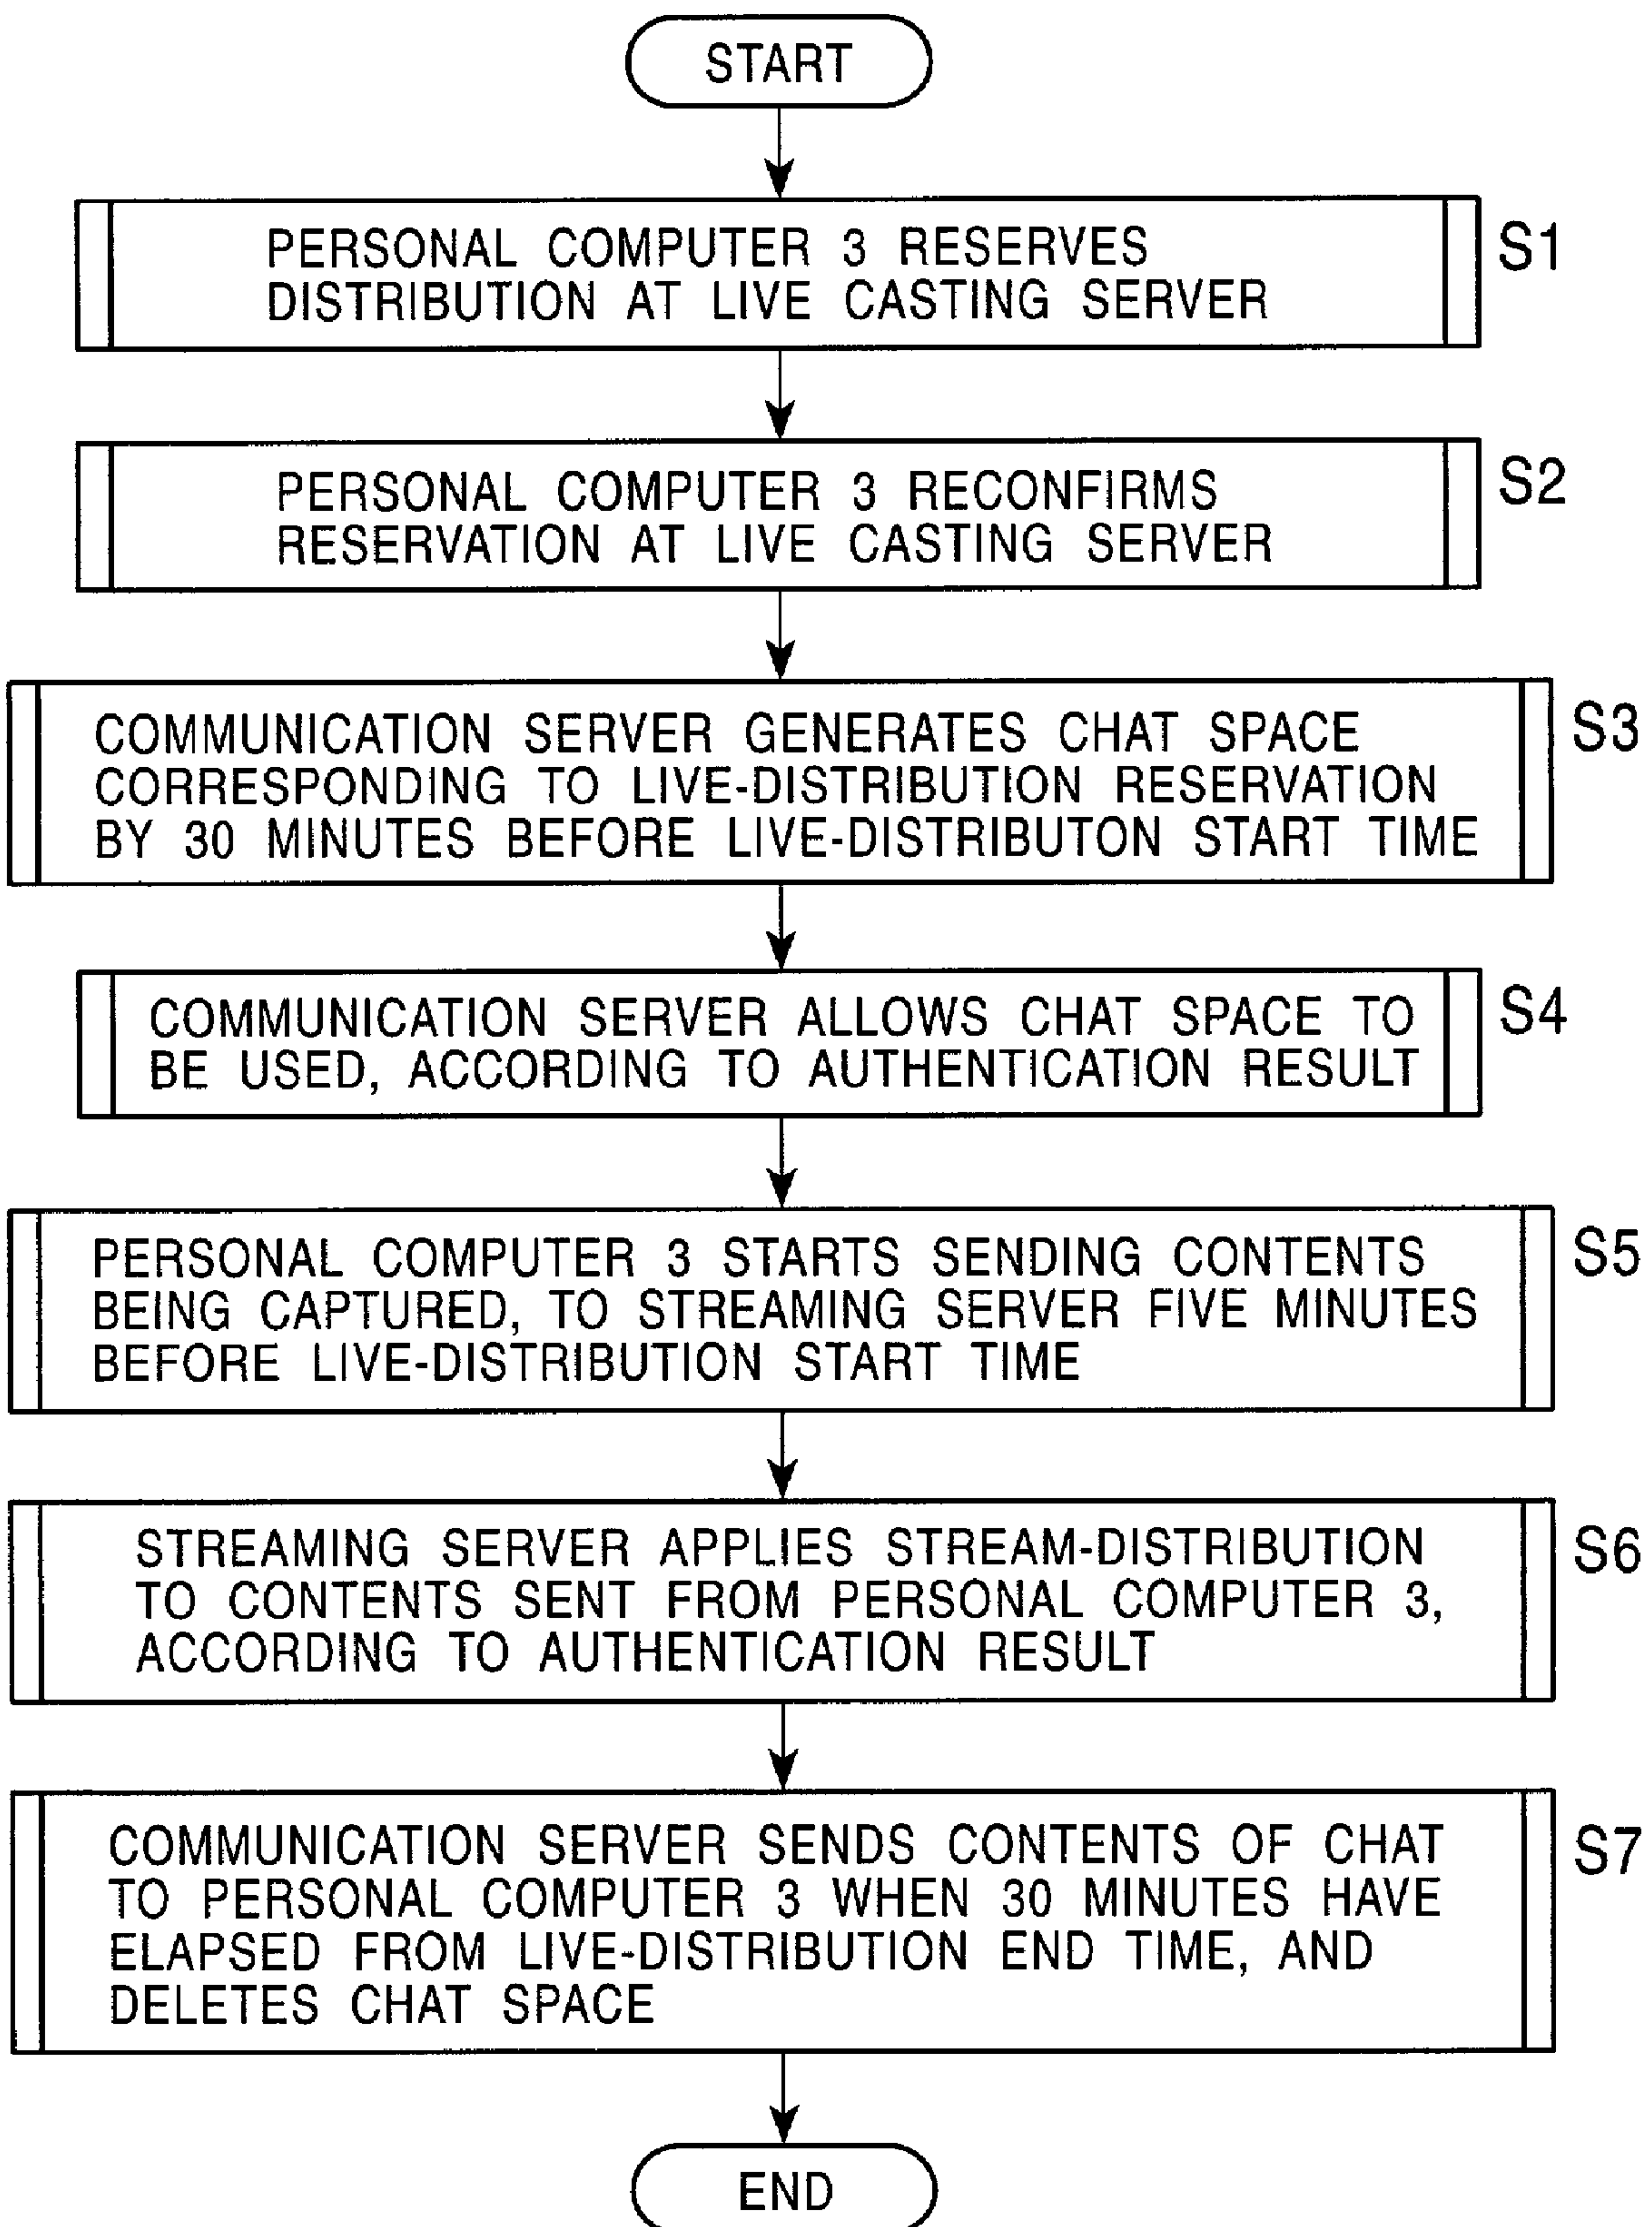 START
PERSONAL COMPUTER 3 RESERVES
DISTRIBUTION AT LIVE CASTING SERVER
S1
PERSONAL COMPUTER 3 RECONFIRMS
RESERVATION AT LIVE CASTING SERVER
S2
COMMUNICATION SERVER GENERATES CHAT SPACE
CORRESPONDING TO LIVE-DISTRIBUTION RESERVATION
BY 30 MINUTES BEFORE LIVE-DISTRIBUTON START TIME
S3
COMMUNICATION SERVER ALLOWS CHAT SPACE TO
BE USED, ACCORDING TO AUTHENTICATION RESULT
S4
PERSONAL COMPUTER 3 STARTS SENDING CONTENTS
BEING CAPTURED, TO STREAMING SERVER FIVE MINUTES
BEFORE LIVE-DISTRIBUTION START TIME
S5
STREAMING SERVER APPLIES STREAM-DISTRIBUTION
TO CONTENTS SENT FROM PERSONAL COMPUTER 3,
ACCORDING TO AUTHENTICATION RESULT
S6
COMMUNICATION SERVER SENDS CONTENTS OF CHAT
TO PERSONAL COMPUTER 3 WHEN 30 MINUTES HAVE
ELAPSED FROM LIVE-DISTRIBUTION END TIME, AND
DELETES CHAT SPACE
S7
END